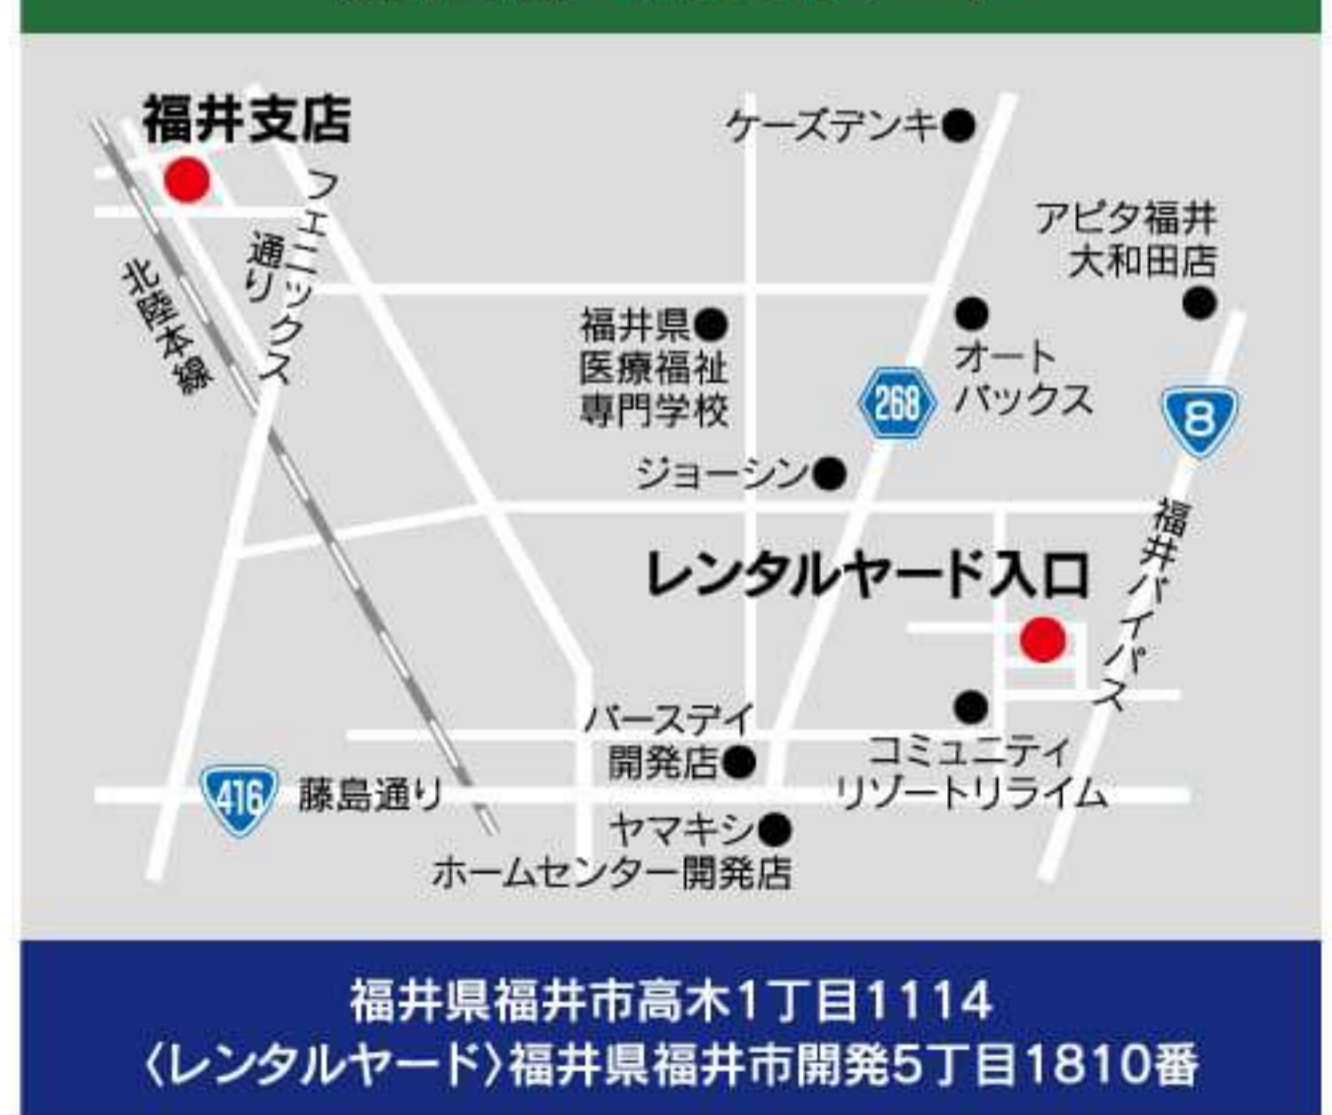 福井支店
ケーズデンキ
アピタ福井
大和田店
フェニックス
通り
北陸本線
福井県
医療福祉
専門学校
オート
バックス
268
8
ジョーシン
福井バイパス
レンタルヤード入口
バースデイ
開発店
コミュニティ
リゾートリライム
416
藤島通り
ヤマキシ
ホームセンター開発店
福井県福井市高木1丁目1114
〈レンタルヤード〉福井県福井市開発5丁目1810番